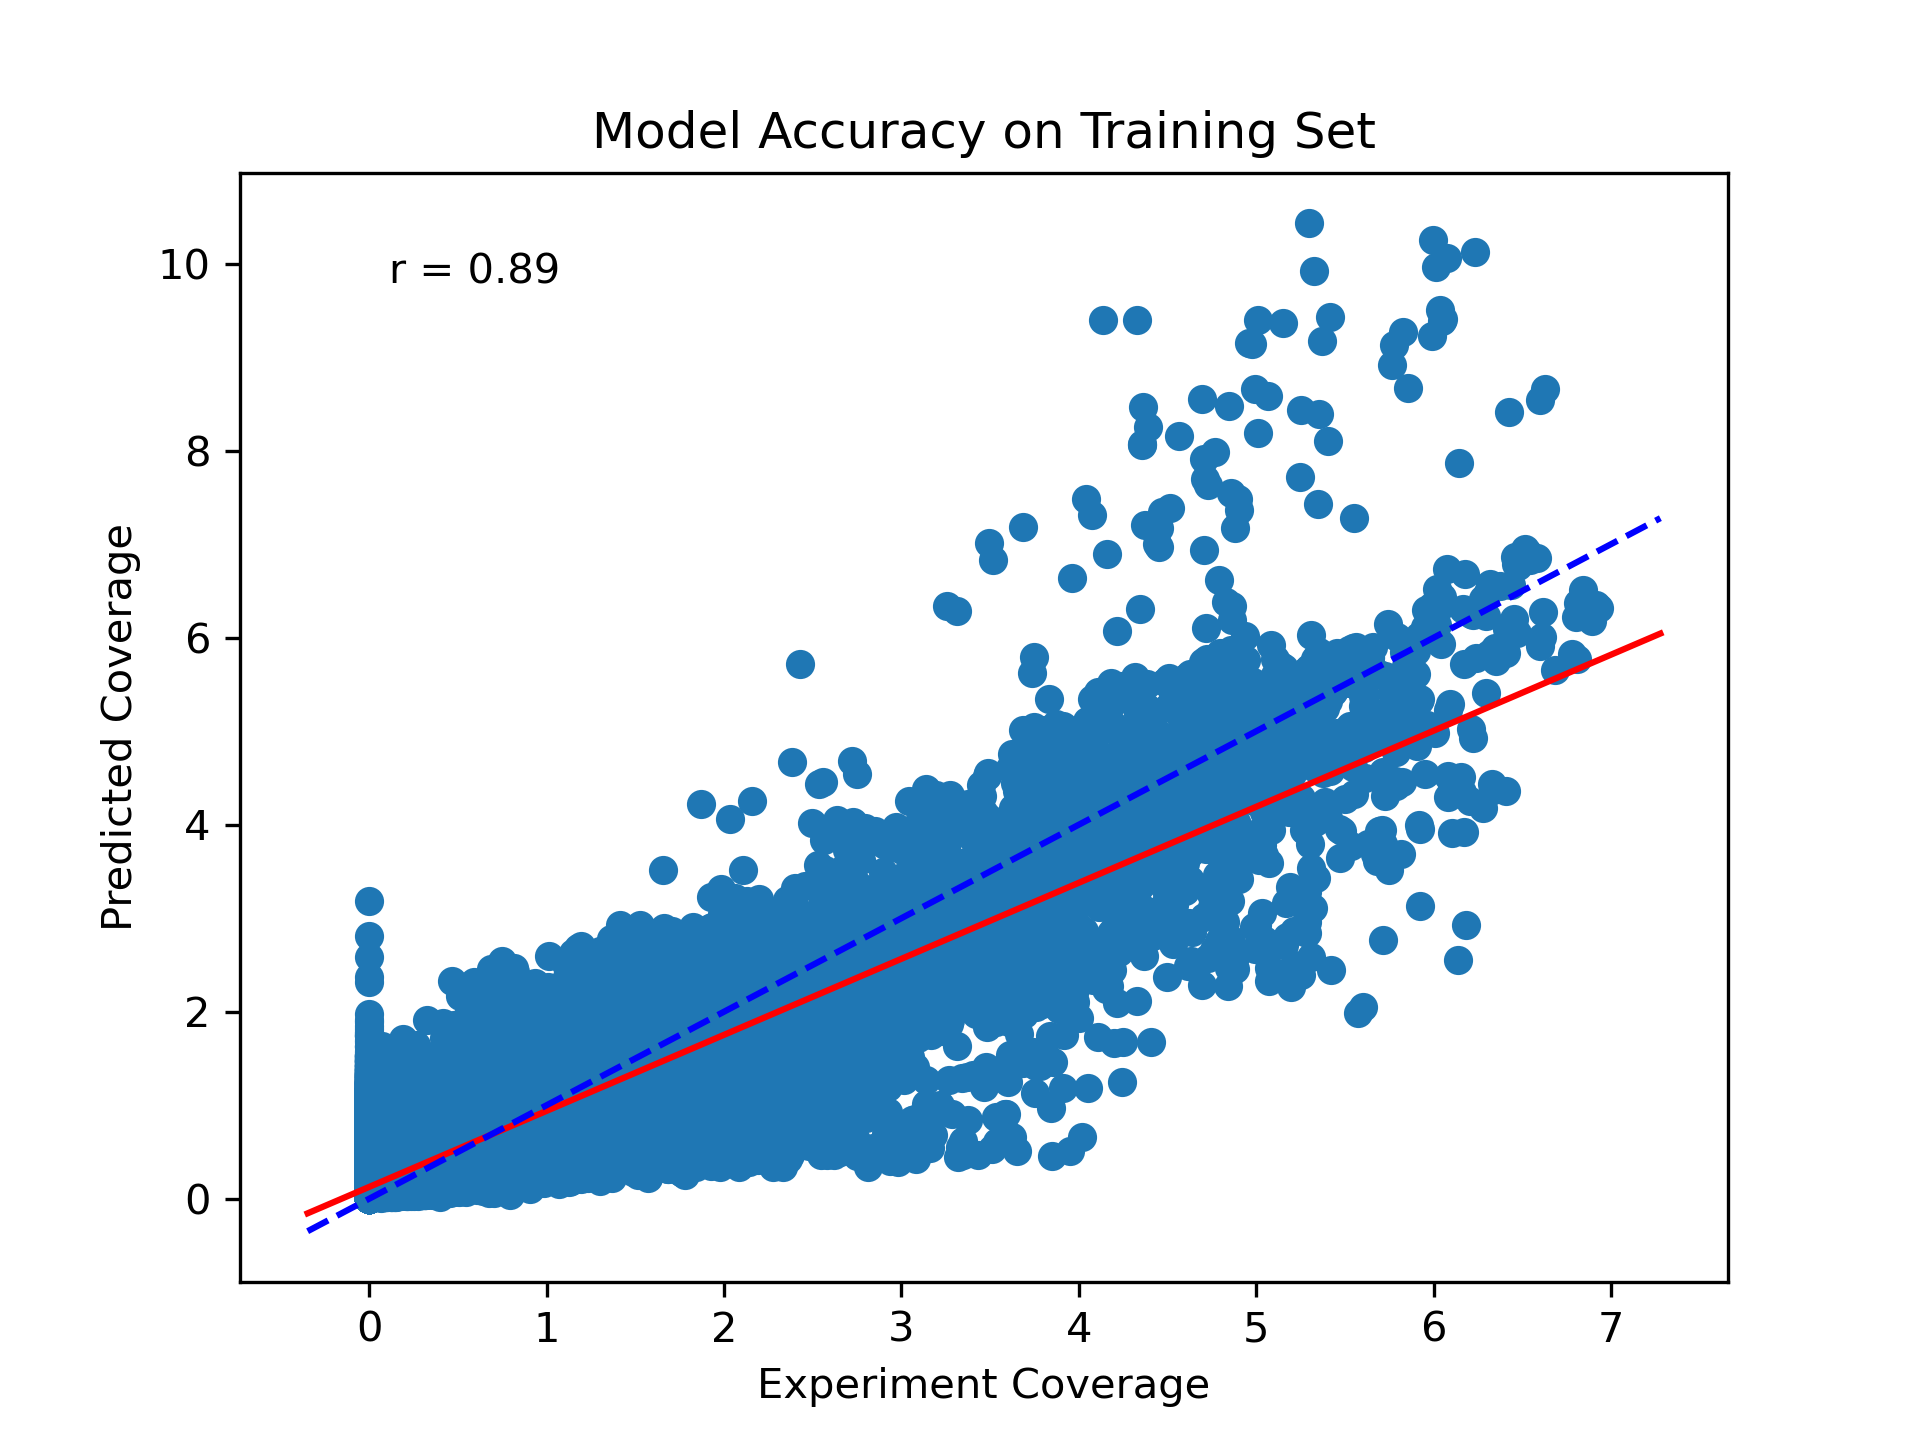 Model Accuracy on Training Set
r = 0.89
10
8
6
4
2
0
Predicted Coverage
0 1 2 3 4 5 6 7
Experiment Coverage